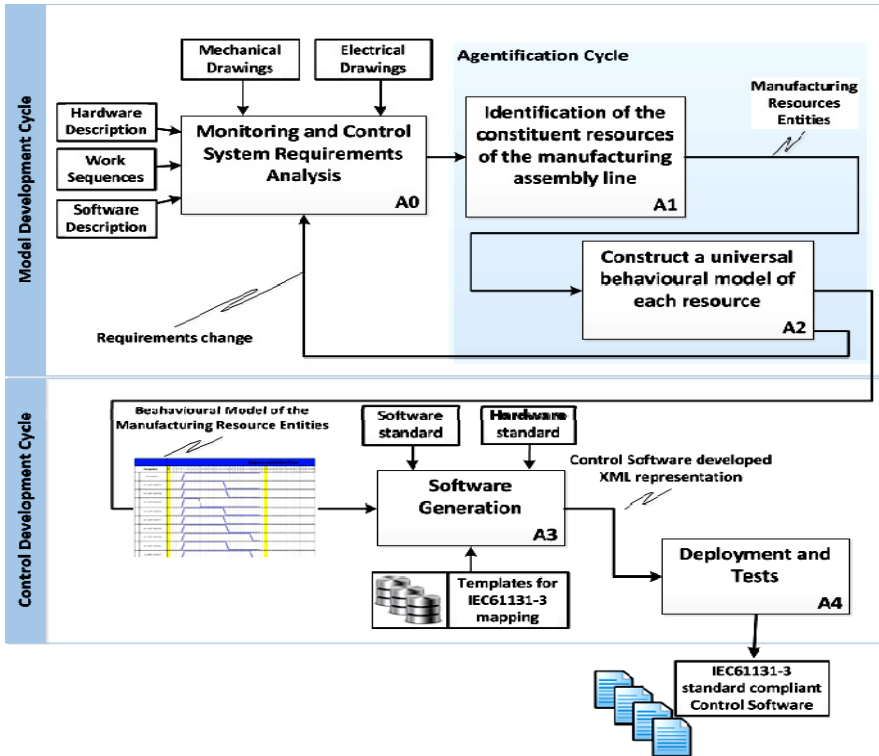 Model Development Cycle
Mechanical
Drawings
Electrical
Drawings
Hardware
Description
Work
Sequences
Software
Description
Monitoring and Control
System Requirements
Analysis
A0
Agentification Cycle
Identification of the
constituent resources
of the manufacturing
assembly line
A1
Manufacturing
Resources
Entities
Construct a universal
behavioural model of
each resource
A2
Requirements change
Control Development Cycle
Beahavioural Model of the
Manufacturing Resource Entities
Software
standard
Hardware
standard
Software
Generation
A3
Control Software developed
XML representation
Templates for
IEC61131-3
mapping
Deployment and
Tests
A4
IEC61131-3
standard compliant
Control Software